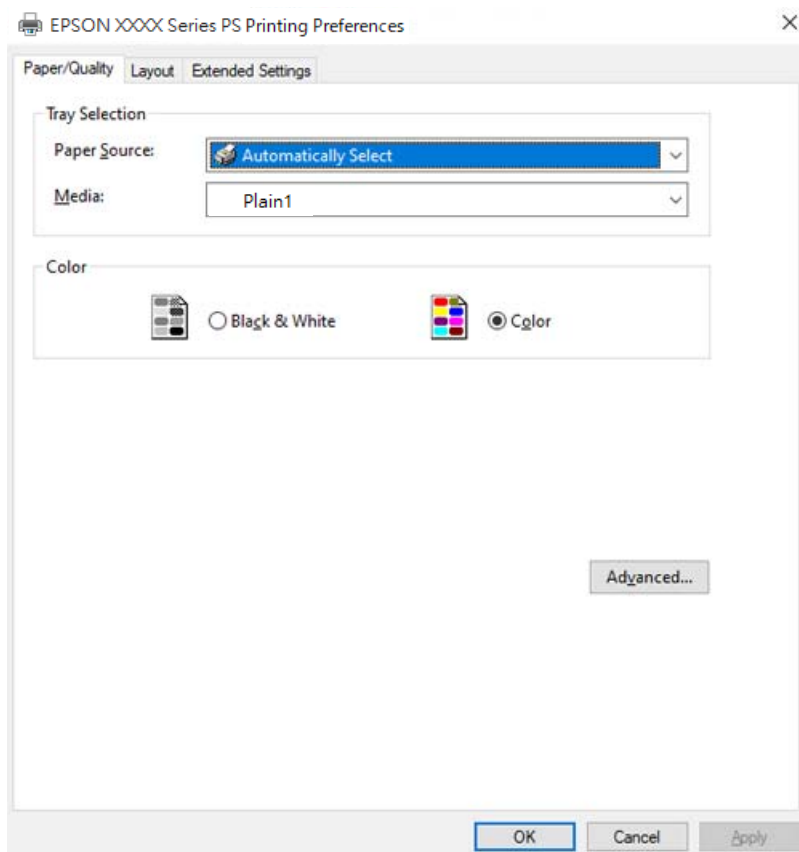 EPSON XXXX Series PS Printing Preferences
Paper/Quality Layout Extended Settings
Tray Selection
Paper Source: Automatically Select
Media: Plain1
Color
Black & White Color
Advanced...
OK Cancel Apply